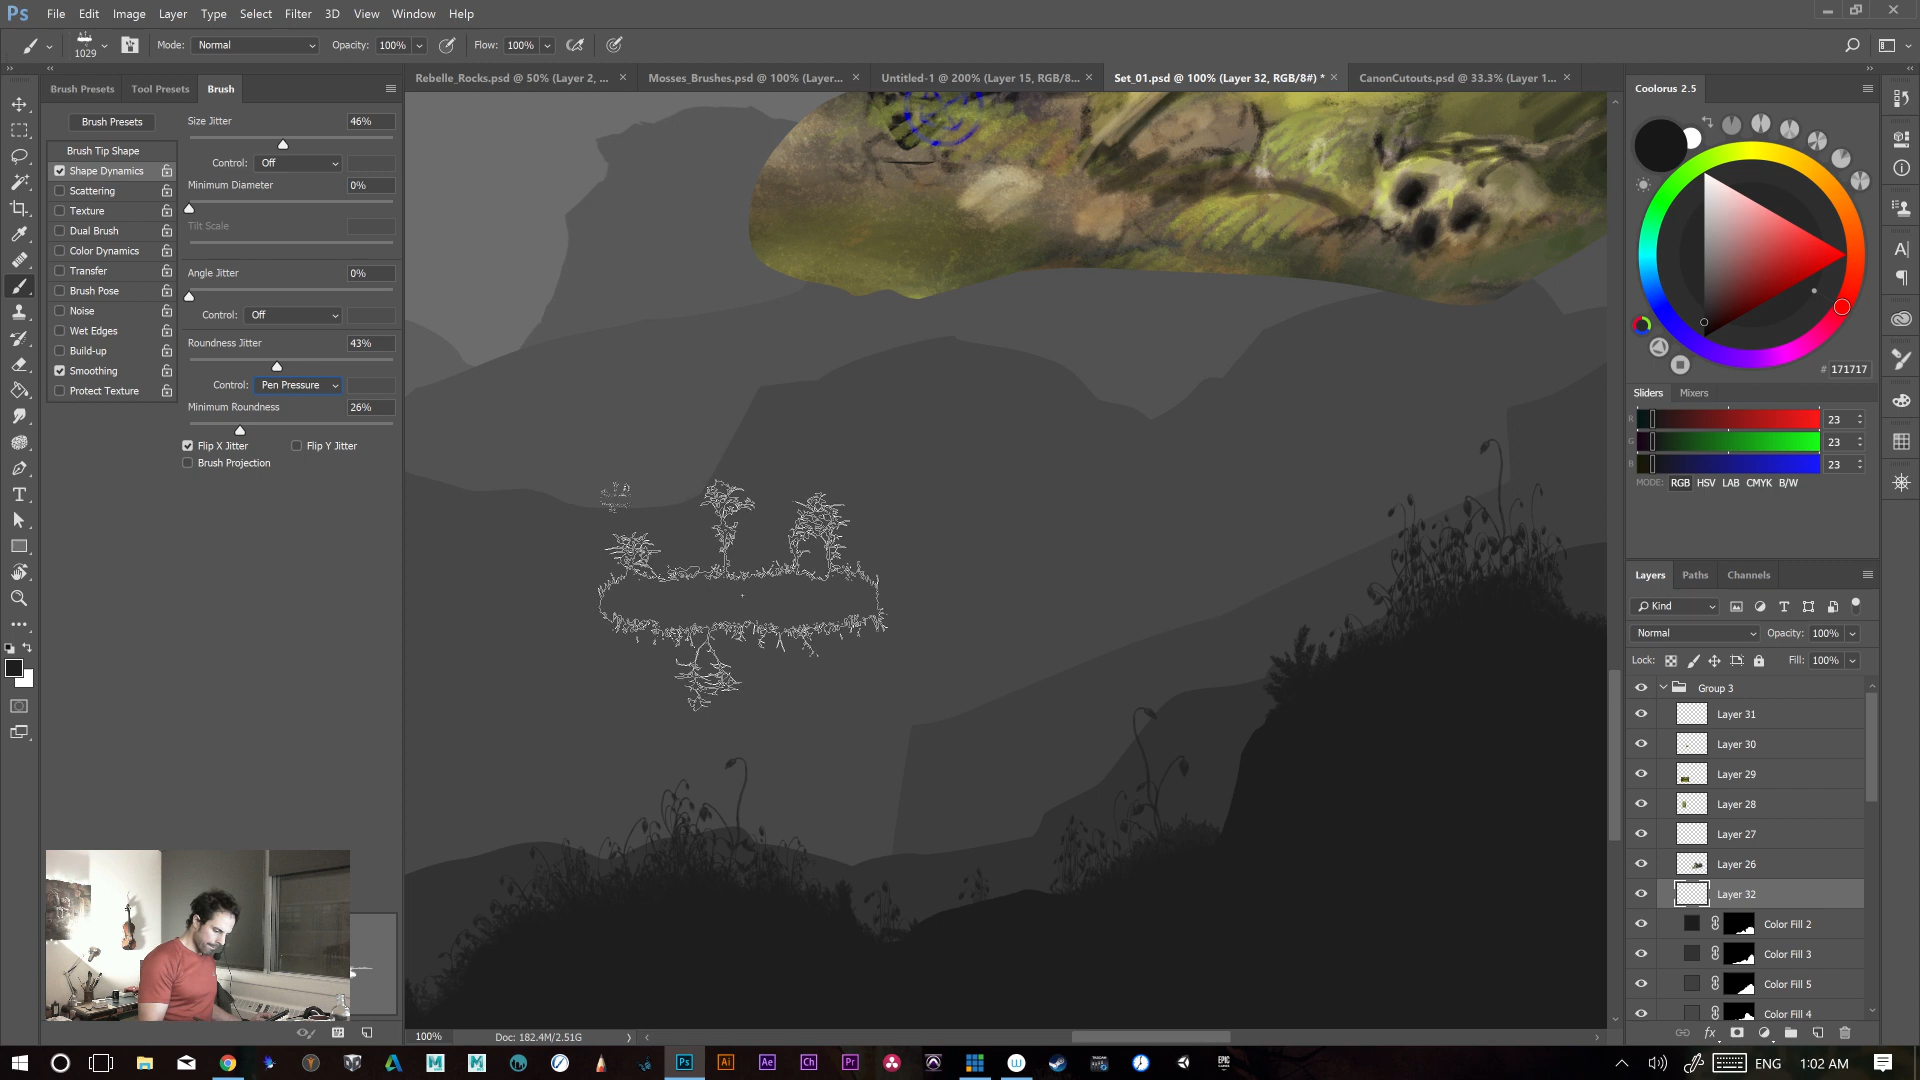 Ps File Edit Image Layer Type Select Filter 3D View Window Help
1029 Mode: Normal Opacity: 100% Flow: 100%
Brush Presets Tool Presets Brush
Rebelle_Rocks.psd @ 50% (Layer 2, ... Mosses_Brushes.psd @ 100% (Layer... Untitled-1 @ 200% (Layer 15, RGB/8... Set_01.psd @ 100% (Layer 32, RGB/8#) * CanonCutouts.psd @ 33.3% (Layer 1...
Brush Presets
Brush Tip Shape
Shape Dynamics
Scattering
Texture
Dual Brush
Color Dynamics
Transfer
Brush Pose
Noise
Wet Edges
Build-up
Smoothing
Protect Texture
Size Jitter 46%
Control: Off
Minimum Diameter 0%
Tilt Scale
Angle Jitter 0%
Control: Off
Roundness Jitter 43%
Control: Pen Pressure
Minimum Roundness 26%
Flip X Jitter Flip Y Jitter
Brush Projection
Coolorus 2.5
# 171717
Sliders Mixers
R 23
G 23
B 23
MODE: RGB HSV LAB CMYK B/W
Layers Paths Channels
Kind
Normal Opacity: 100%
Lock: Fill: 100%
Group 3
Layer 31
Layer 30
Layer 29
Layer 28
Layer 27
Layer 26
Layer 32
Color Fill 2
Color Fill 3
Color Fill 5
Color Fill 4
fx
100% Doc: 182.4M/2.51G
Ps Ai Ae Ch Pr
EPIC GAMES
ENG 1:02 AM